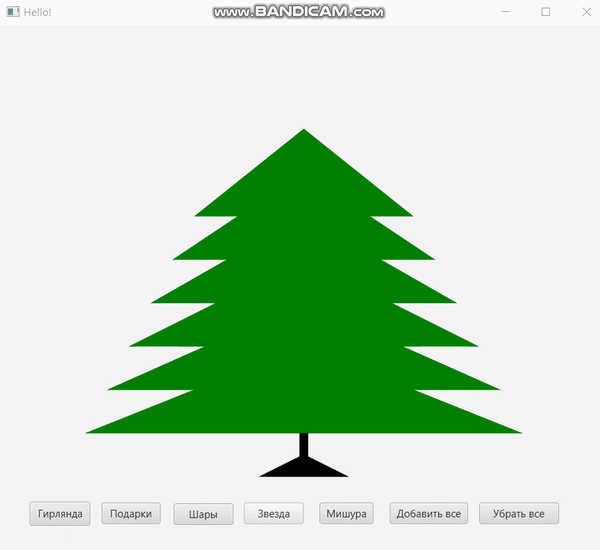 Hello!
www.BANDICAM.com
Гирлянда
Подарки
Шары
Звезда
Мишура
Добавить все
Убрать все